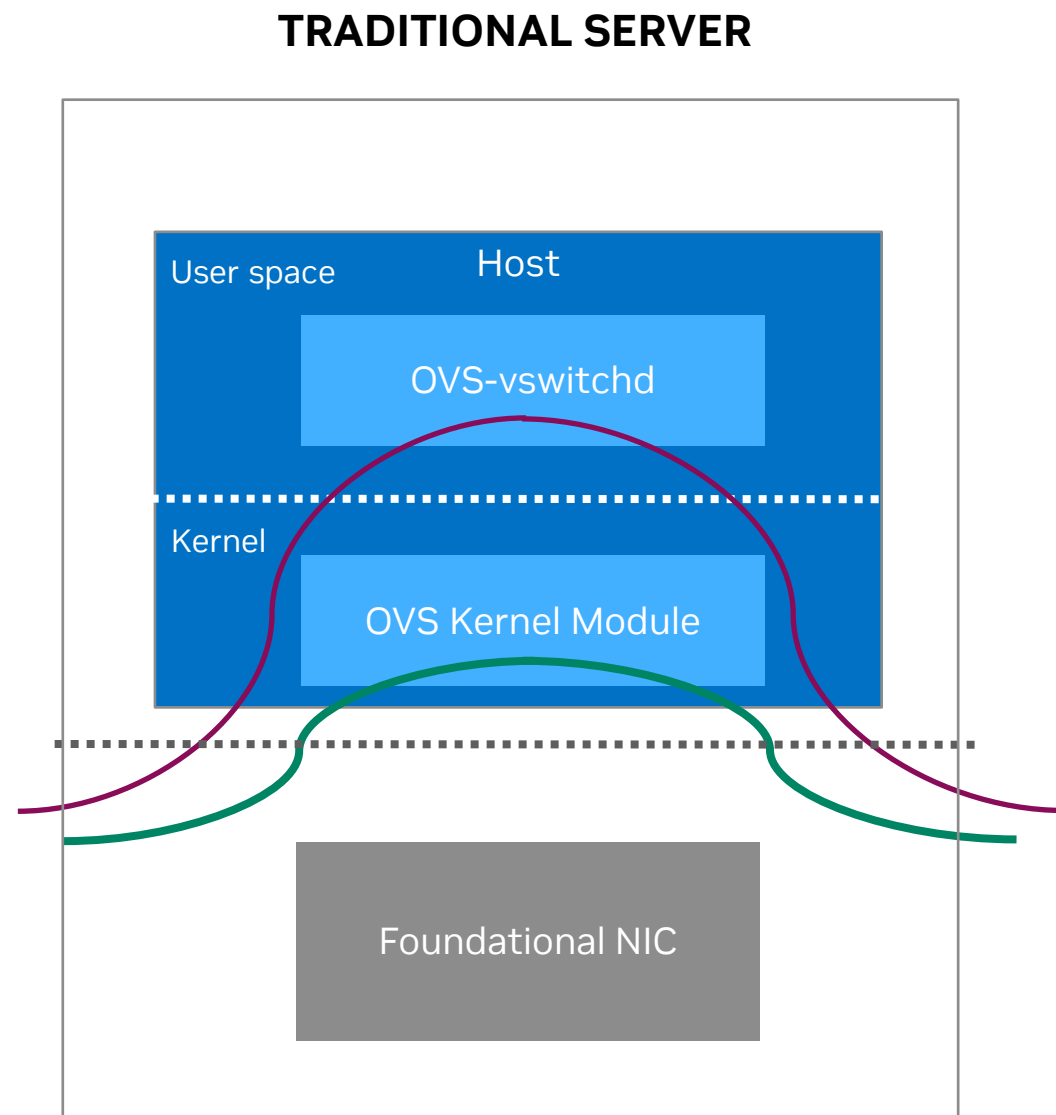 TRADITIONAL SERVER
Host
User space
OVS-vswitchd
Kernel
OVS Kernel Module
Foundational NIC